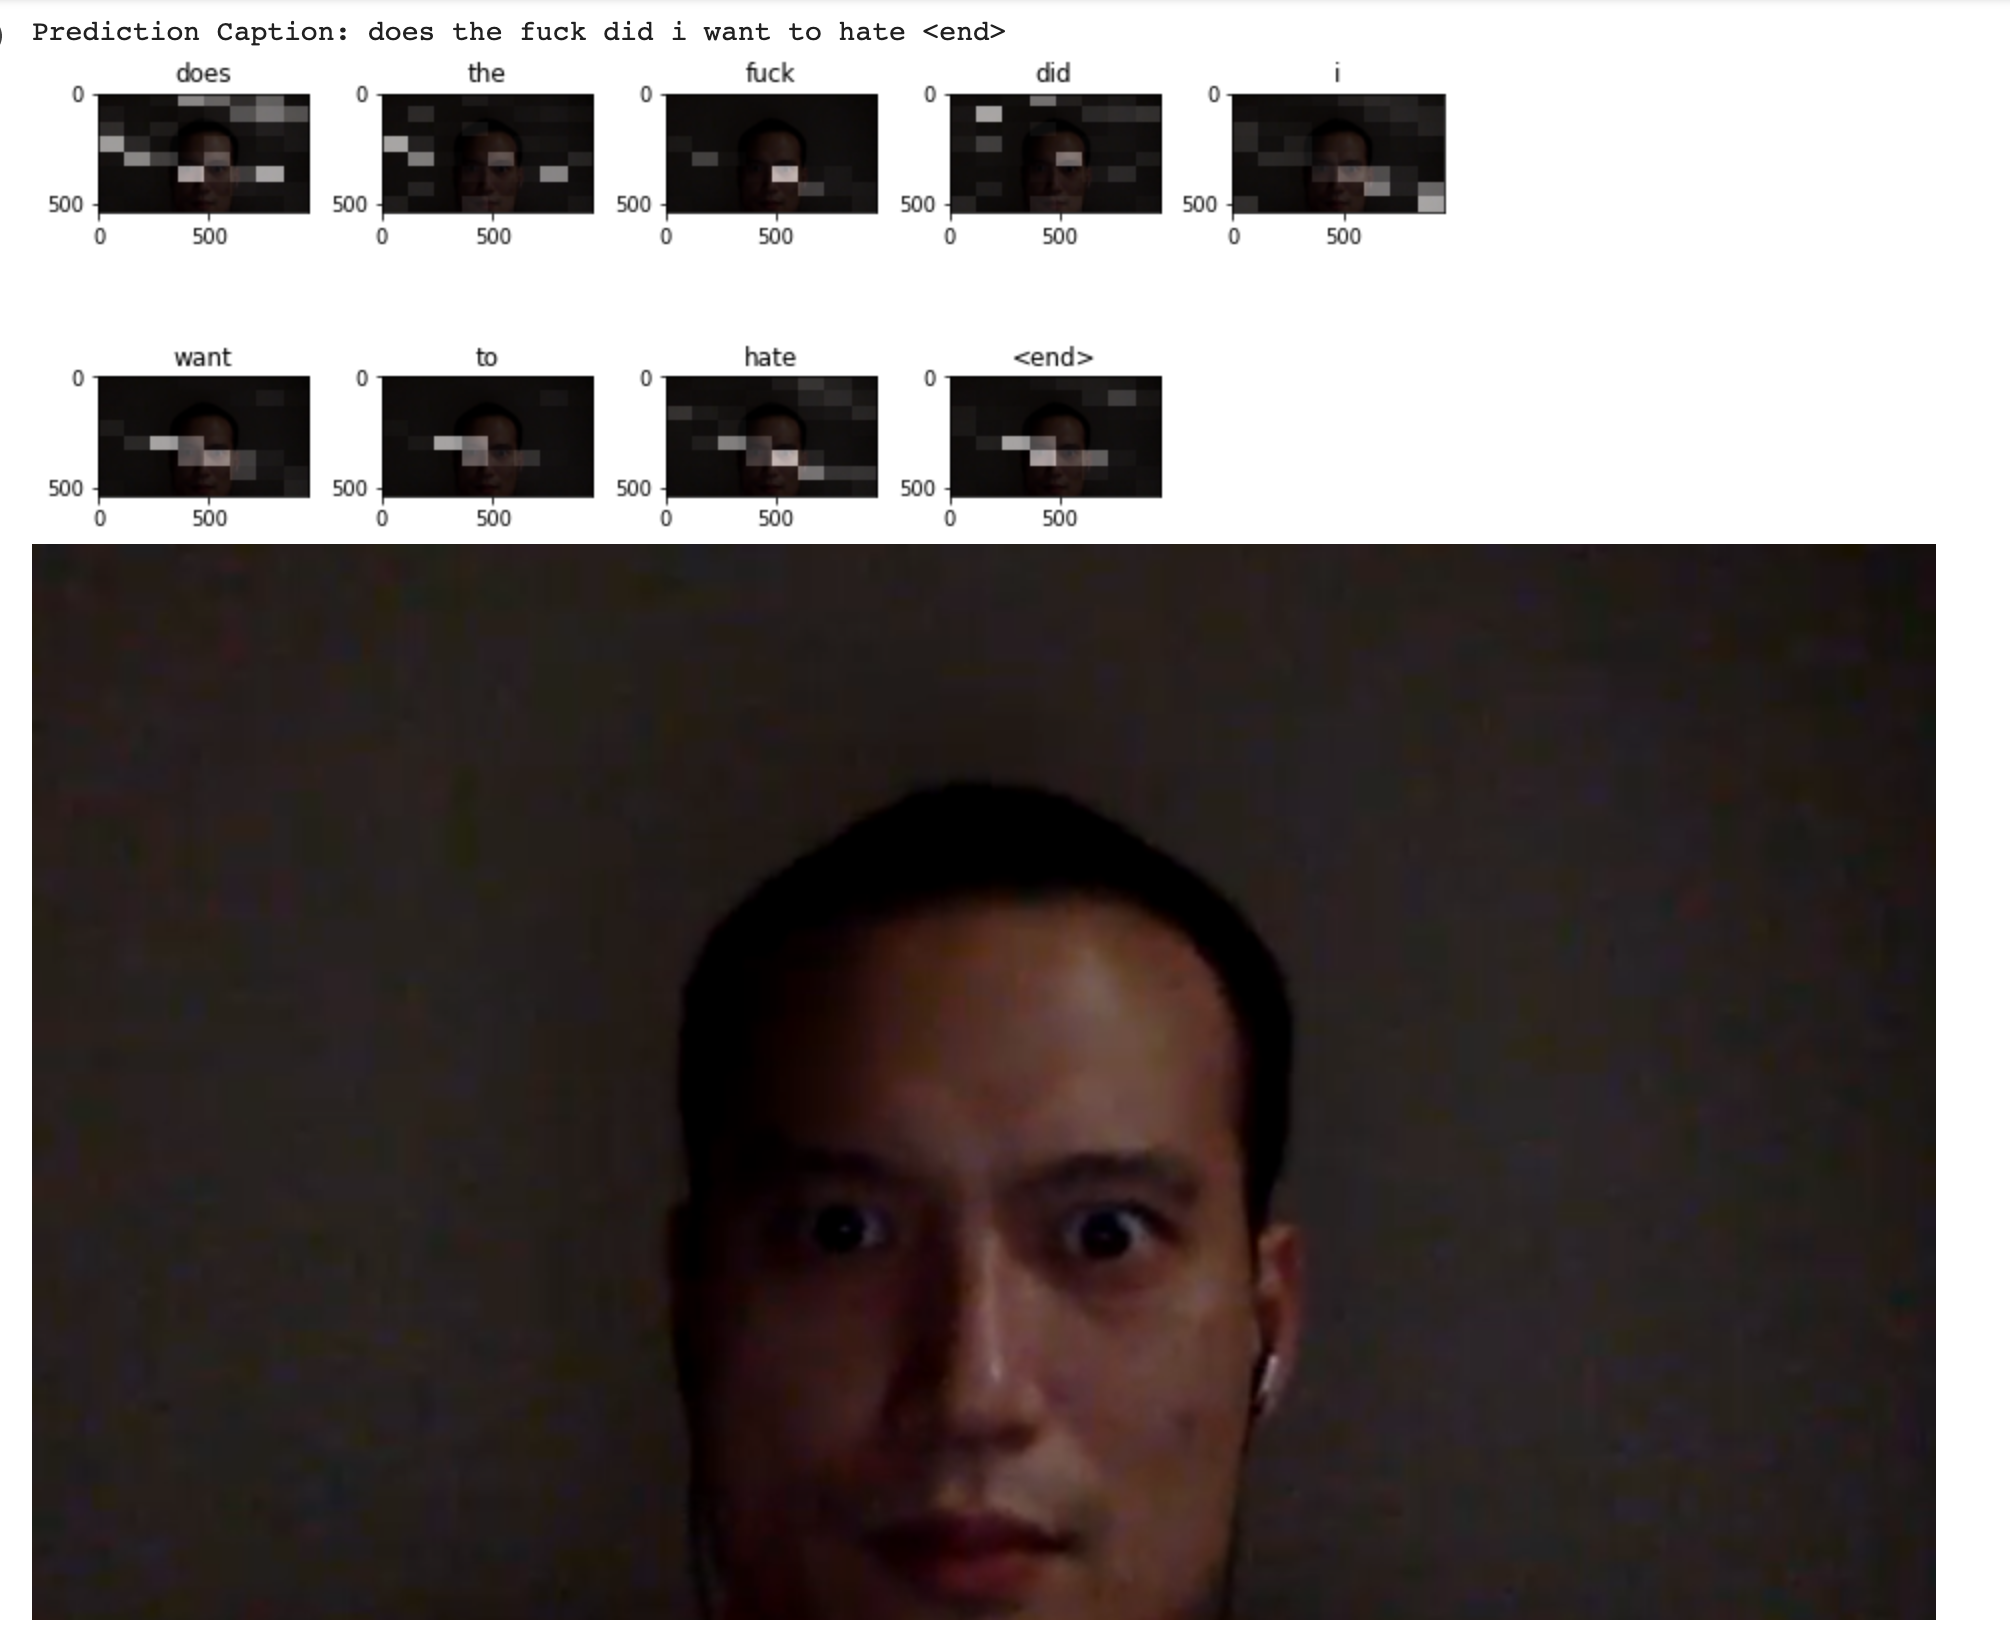 Prediction Caption: does the fuck did i want to hate <end>
does the fuck did i
0 0 0 0 0
500 500 500 500 500
0 500 0 500 0 500 0 500 0 500
want to hate <end>
0 0 0 0
500 500 500 500
0 500 0 500 0 500 0 500